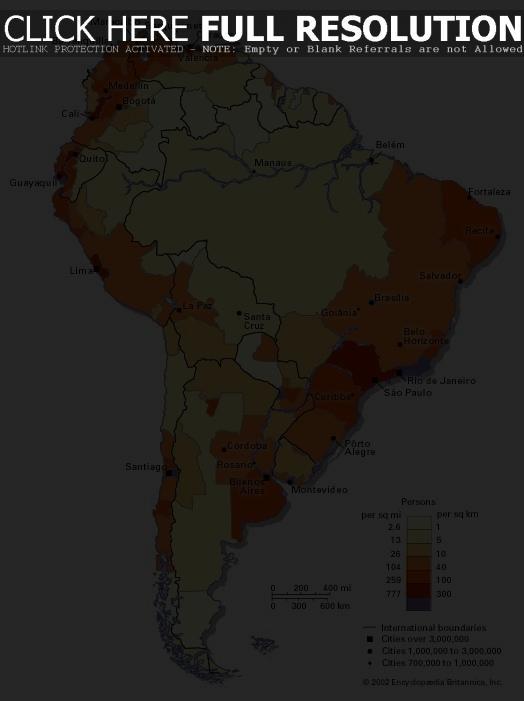 CLICK HERE FULL RESOLUTION
HOTLINK PROTECTION ACTIVATED – NOTE: Empty or Blank Referrals are not Allowed
Valencia
Medellín
Bogotá
Cali
Quito
Guayaquil
Manaus
Belém
Fortaleza
Recife
Lima
Salvador
La Paz
Santa
Cruz
Brasília
Goiânia
Belo
Horizonte
Rio de Janeiro
São Paulo
Curitiba
Pôrto
Alegre
Córdoba
Santiago
Rosario
Buenos
Aires
Montevideo
Persons
per sq mi per sq km
2.6 1
13 5
26 10
104 40
259 100
777 300
0 200 400 mi
0 300 600 km
International boundaries
Cities over 3,000,000
Cities 1,000,000 to 3,000,000
Cities 700,000 to 1,000,000
© 2002 Encyclopædia Britannica, Inc.